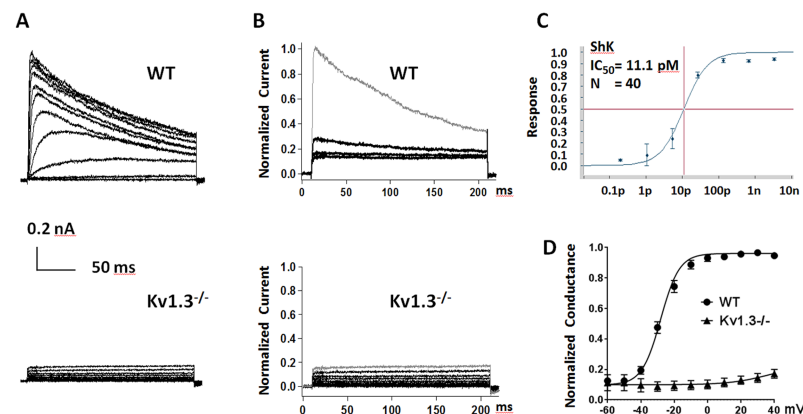 A
WT
0.2 nA
50 ms
Kv1.3-/-
B
Normalized Current
1.0
0.8
0.6
0.4
0.2
0.0
WT
0
50
100
150
200
ms
Normalized Current
1.0
0.8
0.6
0.4
0.2
0.0
Kv1.3-/-
0
50
100
150
200
ms
C
Response
1.0
0.9
0.8
0.7
0.6
0.5
0.4
0.3
0.2
0.1
0.0
ShK
IC50= 11.1 pM
N = 40
0.1p
1p
10p
100p
1n
10n
D
Normalized Conductance
1.0
0.8
0.6
0.4
0.2
0.0
WT
Kv1.3-/-
-60
-40
-20
0
20
40
mV